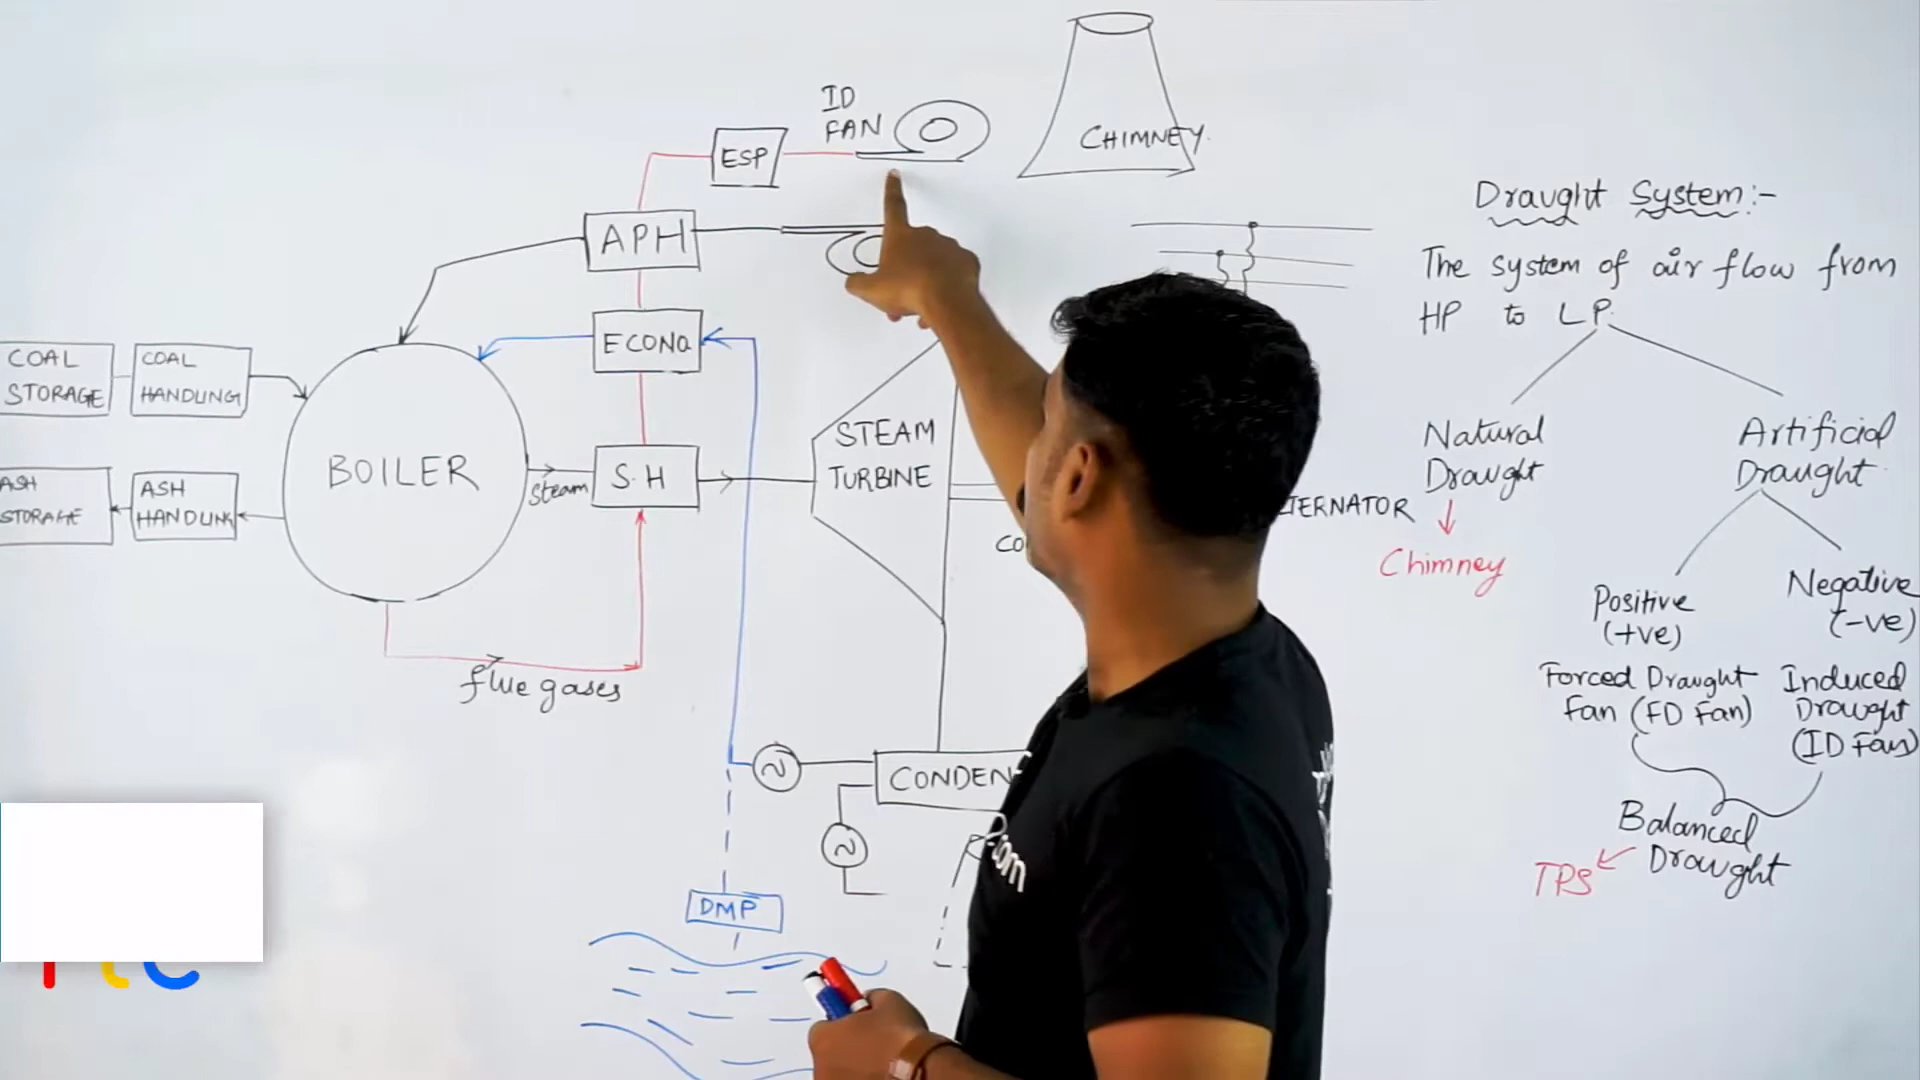 ID
FAN
CHIMNEY.
ESP
APH
ECONO
COAL
STORAGE
COAL
HANDLING
BOILER
ASH
STORAGE
ASH
HANDLING
steam
S.H
STEAM
TURBINE
TERNATOR
CO
flue gases
CONDEN
DMP
Draught System:-
The system of air flow from
HP to LP.
Natural
Draught
Chimney
Artificial
Draught
Positive
(+ve)
Negative
(-ve)
Forced Draught
Fan (FD Fan)
Induced
Draught
(ID Fan)
Balanced
Draught
TPS